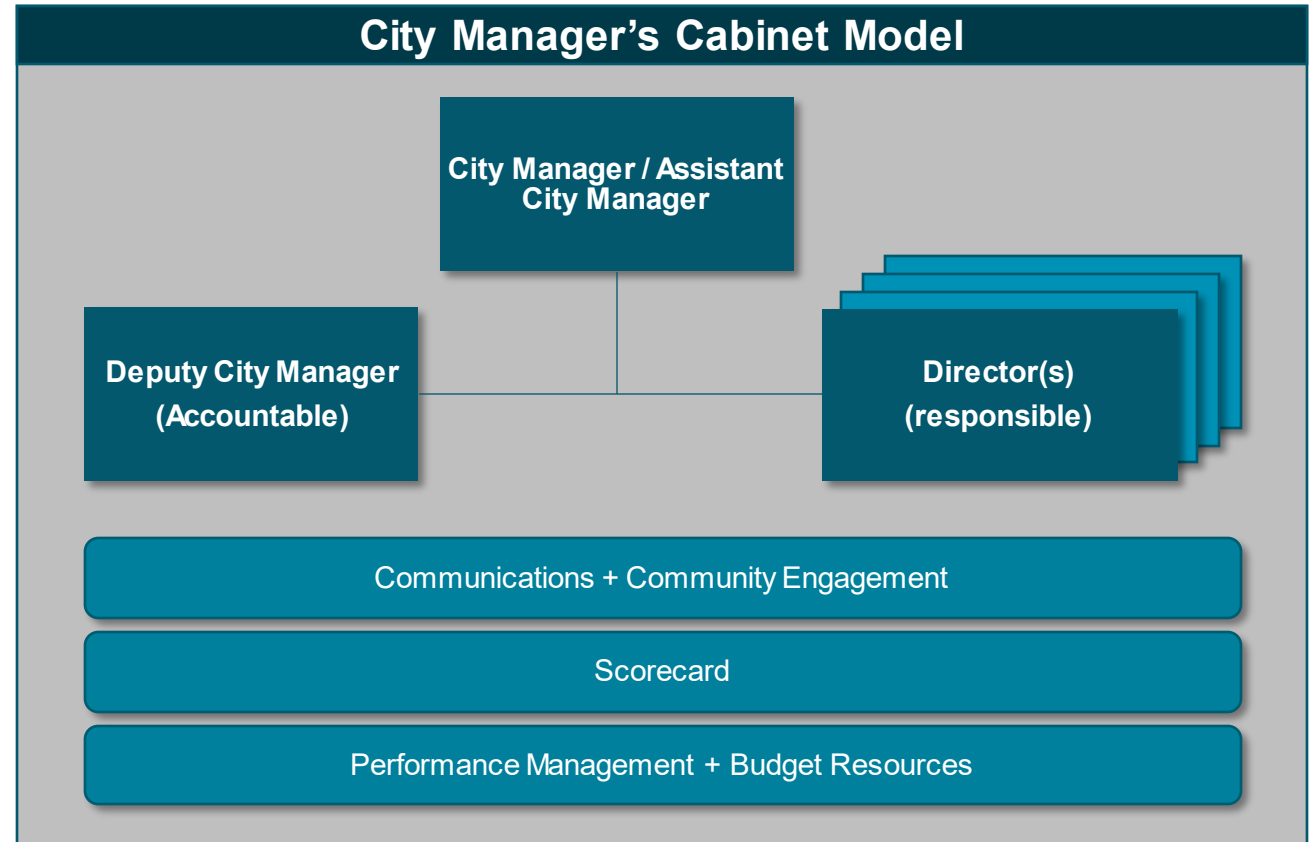 City Manager’s Cabinet Model
City Manager / Assistant
City Manager
Deputy City Manager
(Accountable)
Director(s)
(responsible)
Communications + Community Engagement
Scorecard
Performance Management + Budget Resources